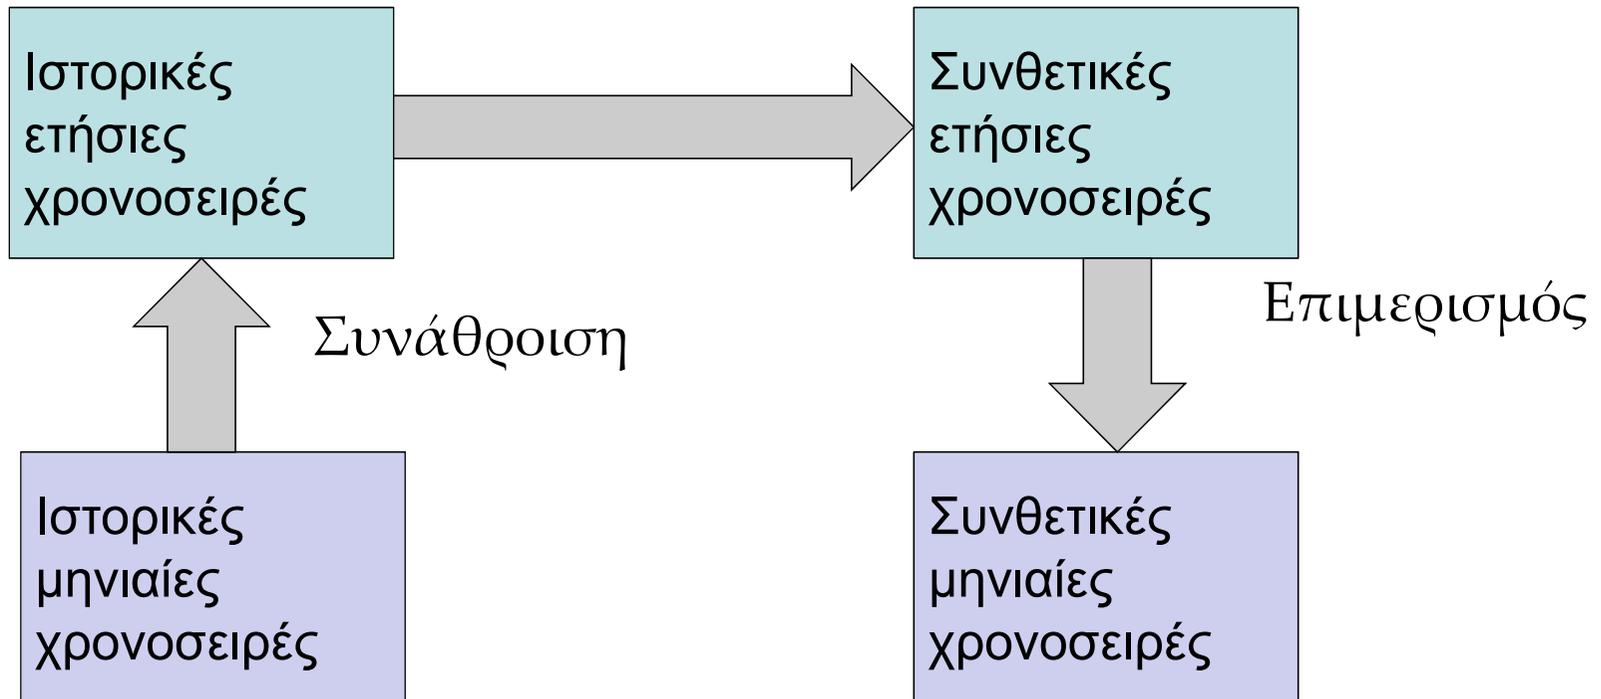 Ιστορικές
ετήσιες
χρονοσειρές
Συνθετικές
ετήσιες
χρονοσειρές
Συνάθροιση
Επιμερισμός
Ιστορικές
μηνιαίες
χρονοσειρές
Συνθετικές
μηνιαίες
χρονοσειρές